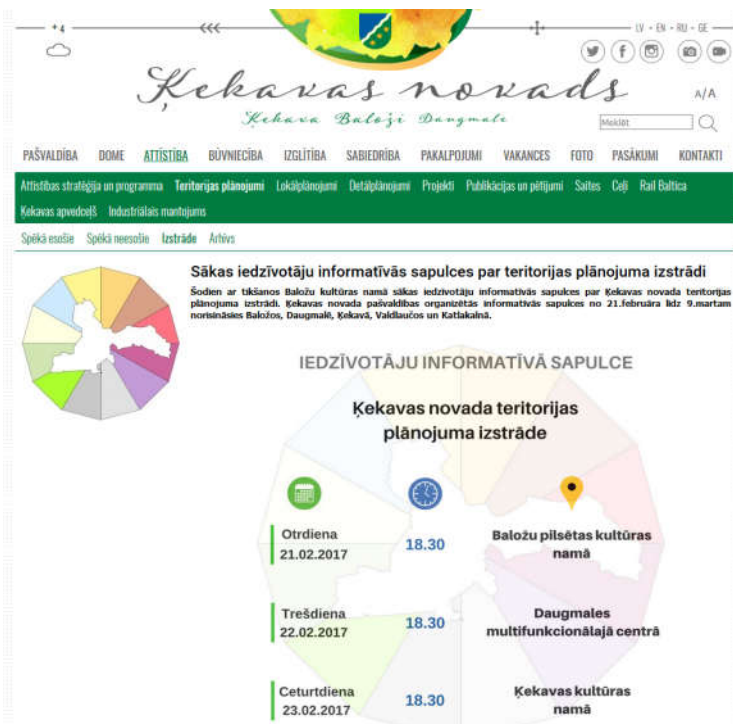 +4
<<<
LV - EN - RU - GE
Ķekavas novads
A/A
Ķekava Baloži Daugmale
Meklēt
PAŠVALDĪBA DOME ATTĪSTĪBA BŪVNIECĪBA IZGLĪTĪBA SABIEDRĪBA PAKALPOJUMI VAKANCES FOTO PASĀKUMI KONTAKTI
Attīstības stratēģija un programma Teritorijas plānojumi Lokālplānojumi Detālplānojumi Projekti Publikācijas un pētījumi Saites Ceļi Rail Baltica
Ķekavas apvedceļš Industriālais mantojums
Spēkā esošie Spēkā neesošie Izstrāde Arhīvs
Sākas iedzīvotāju informatīvās sapulces par teritorijas plānojuma izstrādi
Šodien ar tikšanos Baložu kultūras namā sākas iedzīvotāju informatīvās sapulces par Ķekavas novada teritorijas
plānojuma izstrādi. Ķekavas novada pašvaldības organizētās informatīvās sapulces no 21.februāra līdz 9.martam
norisināsies Baložos, Daugmalē, Ķekavā, Valdlaučos un Katlakalnā.
IEDZĪVOTĀJU INFORMATĪVĀ SAPULCE
Ķekavas novada teritorijas
plānojuma izstrāde
Otrdiena
21.02.2017
18.30
Baložu pilsētas kultūras
namā
Trešdiena
22.02.2017
18.30
Daugmales
multifunkcionālajā centrā
Ceturtdiena
23.02.2017
18.30
Ķekavas kultūras
namā